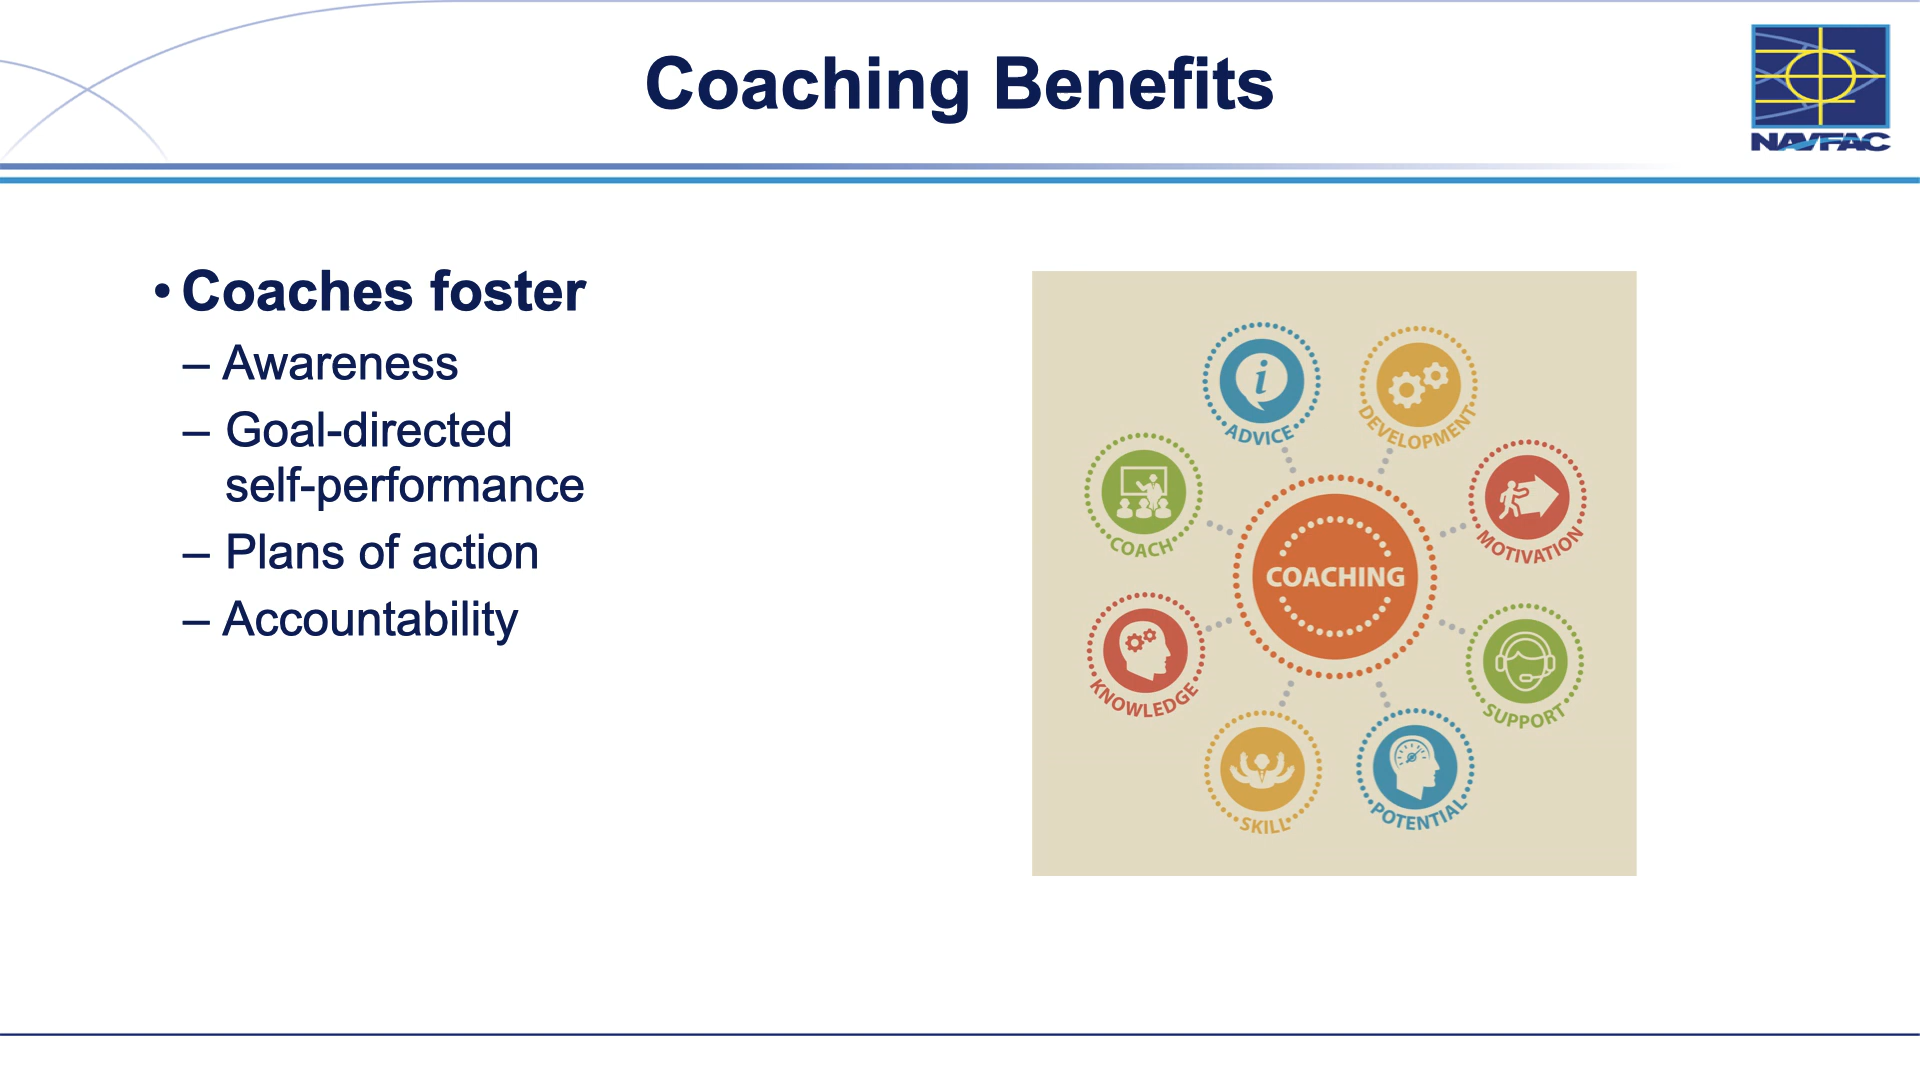 Coaching Benefits
NAVFAC
• Coaches foster
– Awareness
– Goal-directed
self-performance
– Plans of action
– Accountability
i
ADVICE
DEVELOPMENT
COACH
MOTIVATION
COACHING
KNOWLEDGE
SUPPORT
SKILL
POTENTIAL